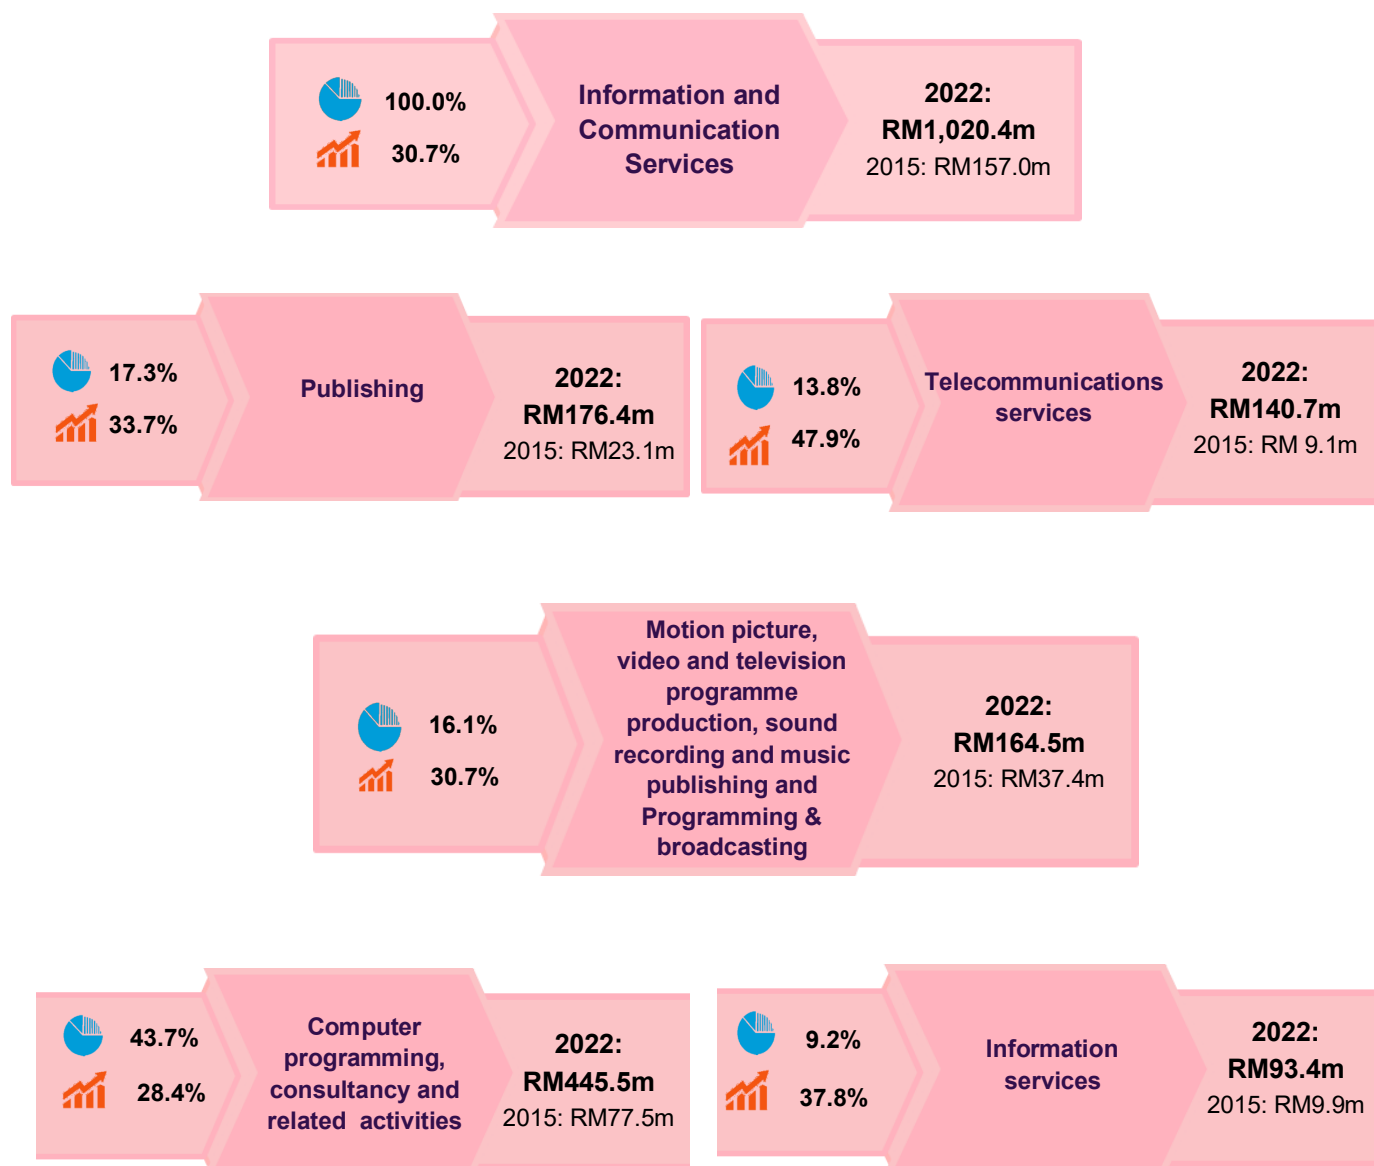 100.0%
30.7%
Information and
Communication
Services
2022:
RM1,020.4m
2015: RM157.0m
17.3%
33.7%
Publishing
2022:
RM176.4m
2015: RM23.1m
13.8%
47.9%
Telecommunications
services
2022:
RM140.7m
2015: RM 9.1m
16.1%
30.7%
Motion picture,
video and television
programme
production, sound
recording and music
publishing and
Programming &
broadcasting
2022:
RM164.5m
2015: RM37.4m
43.7%
28.4%
Computer
programming,
consultancy and
related activities
2022:
RM445.5m
2015: RM77.5m
9.2%
37.8%
Information
services
2022:
RM93.4m
2015: RM9.9m